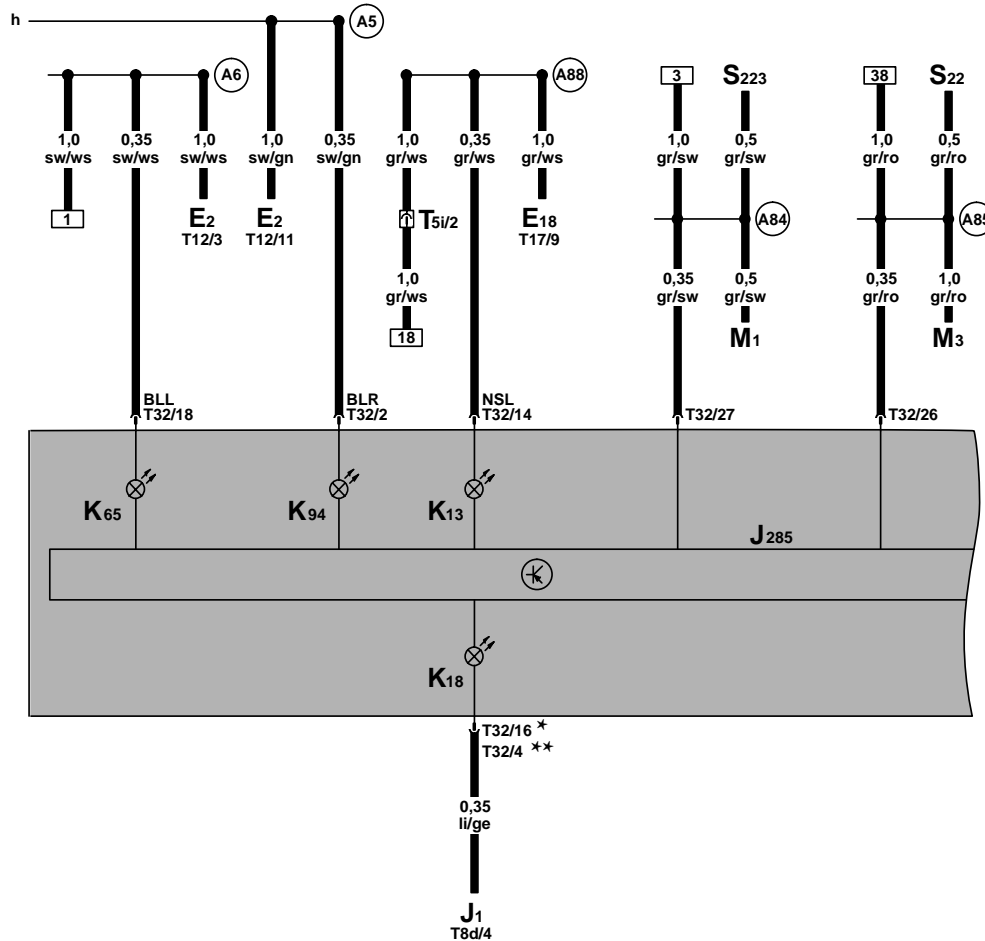 h
A5
A6
A88
3
S223
38
S22
1,0 0,35 1,0 1,0 0,35 1,0 0,35 1,0 1,0 0,5 1,0 0,5
sw/ws sw/ws sw/ws sw/gn sw/gn gr/ws gr/ws gr/ws gr/sw gr/sw gr/ro gr/ro
1
E2
T12/3
E2
T12/11
T5i/2
E18
T17/9
A84
A85
1,0
gr/ws
0,35 0,5 0,35 1,0
gr/sw gr/sw gr/ro gr/ro
18
M1
M3
BLL
T32/18
BLR
T32/2
NSL
T32/14
T32/27
T32/26
K65
K94
K13
J285
K18
T32/16 *
T32/4 **
0,35
li/ge
J1
T8d/4